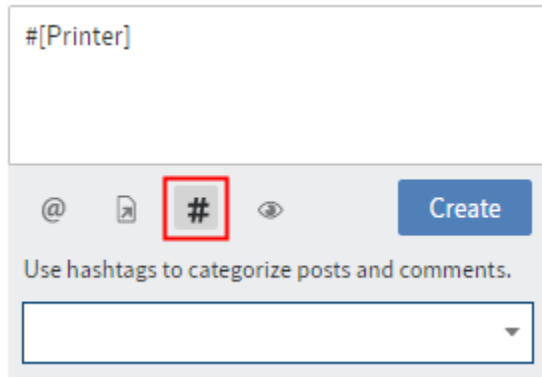 #[Printer]
@ # Create
Use hashtags to categorize posts and comments.